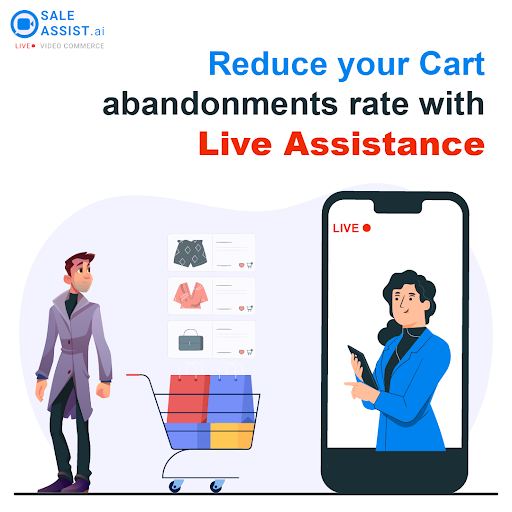 SALE
ASSIST.ai
LIVE VIDEO COMMERCE
Reduce your Cart
abandonments rate with
Live Assistance
LIVE